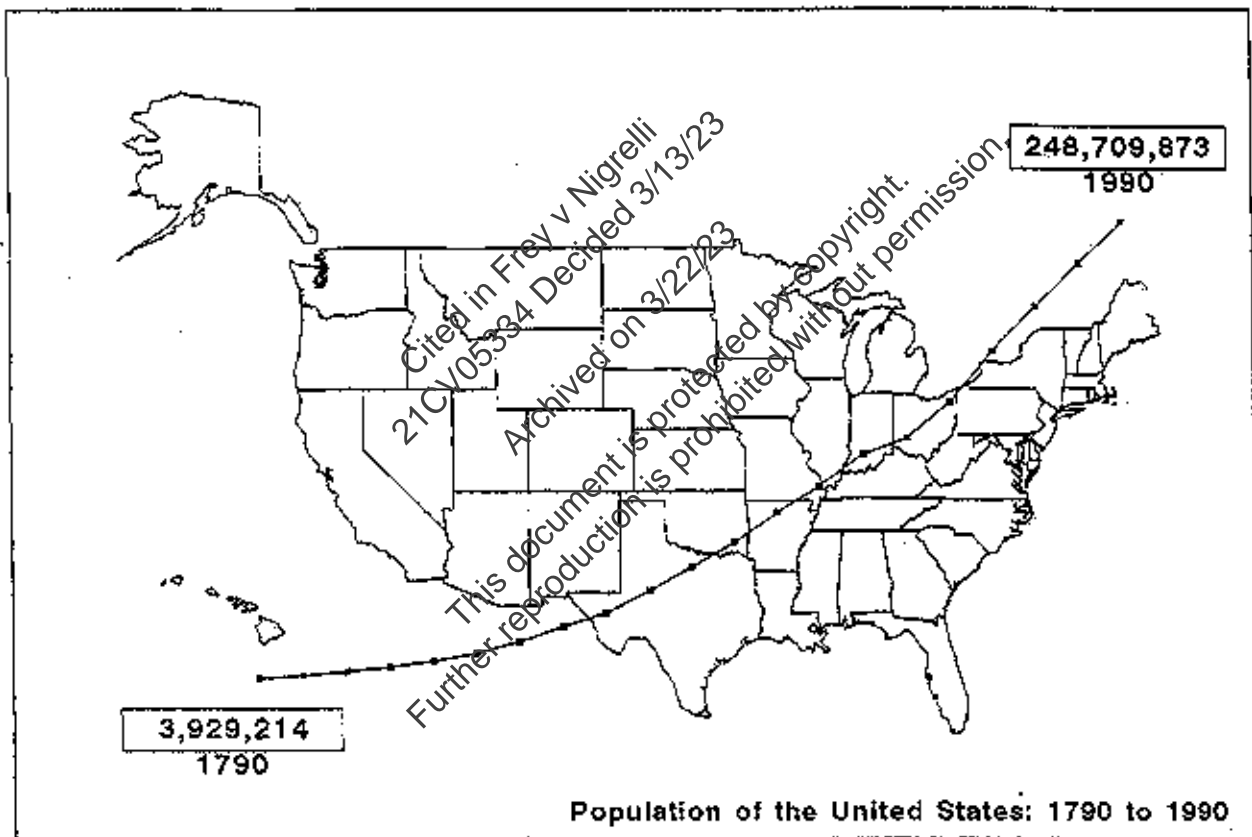 248,709,873
1990
Cited in Frey v Nigrelli
21CV05334 Decided 3/13/23
Archived on 3/22/23
This document is protected by copyright.
Further reproduction is prohibited without permission.
3,929,214
1790
Population of the United States: 1790 to 1990